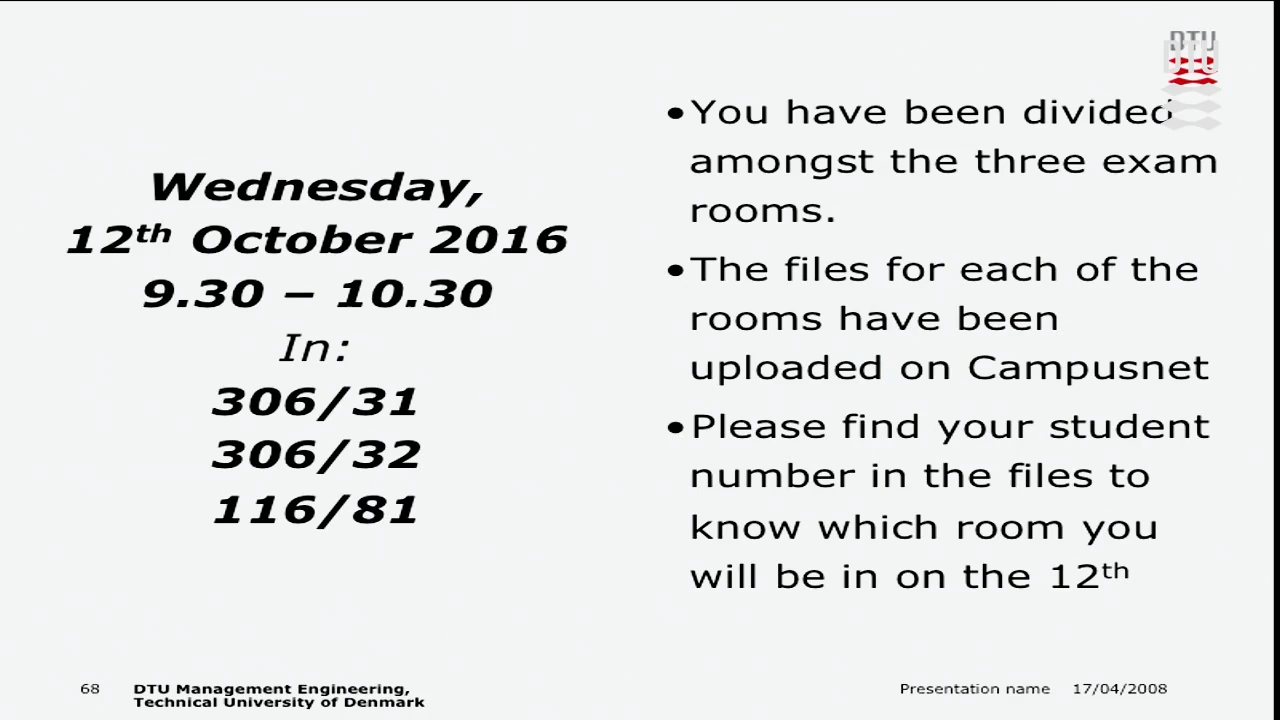 DTU
DTU
Wednesday,
12th October 2016
9.30 – 10.30
In:
306/31
306/32
116/81
•You have been divided
amongst the three exam
rooms.
•The files for each of the
rooms have been
uploaded on Campusnet
•Please find your student
number in the files to
know which room you
will be in on the 12th
68
DTU Management Engineering,
Technical University of Denmark
Presentation name 17/04/2008